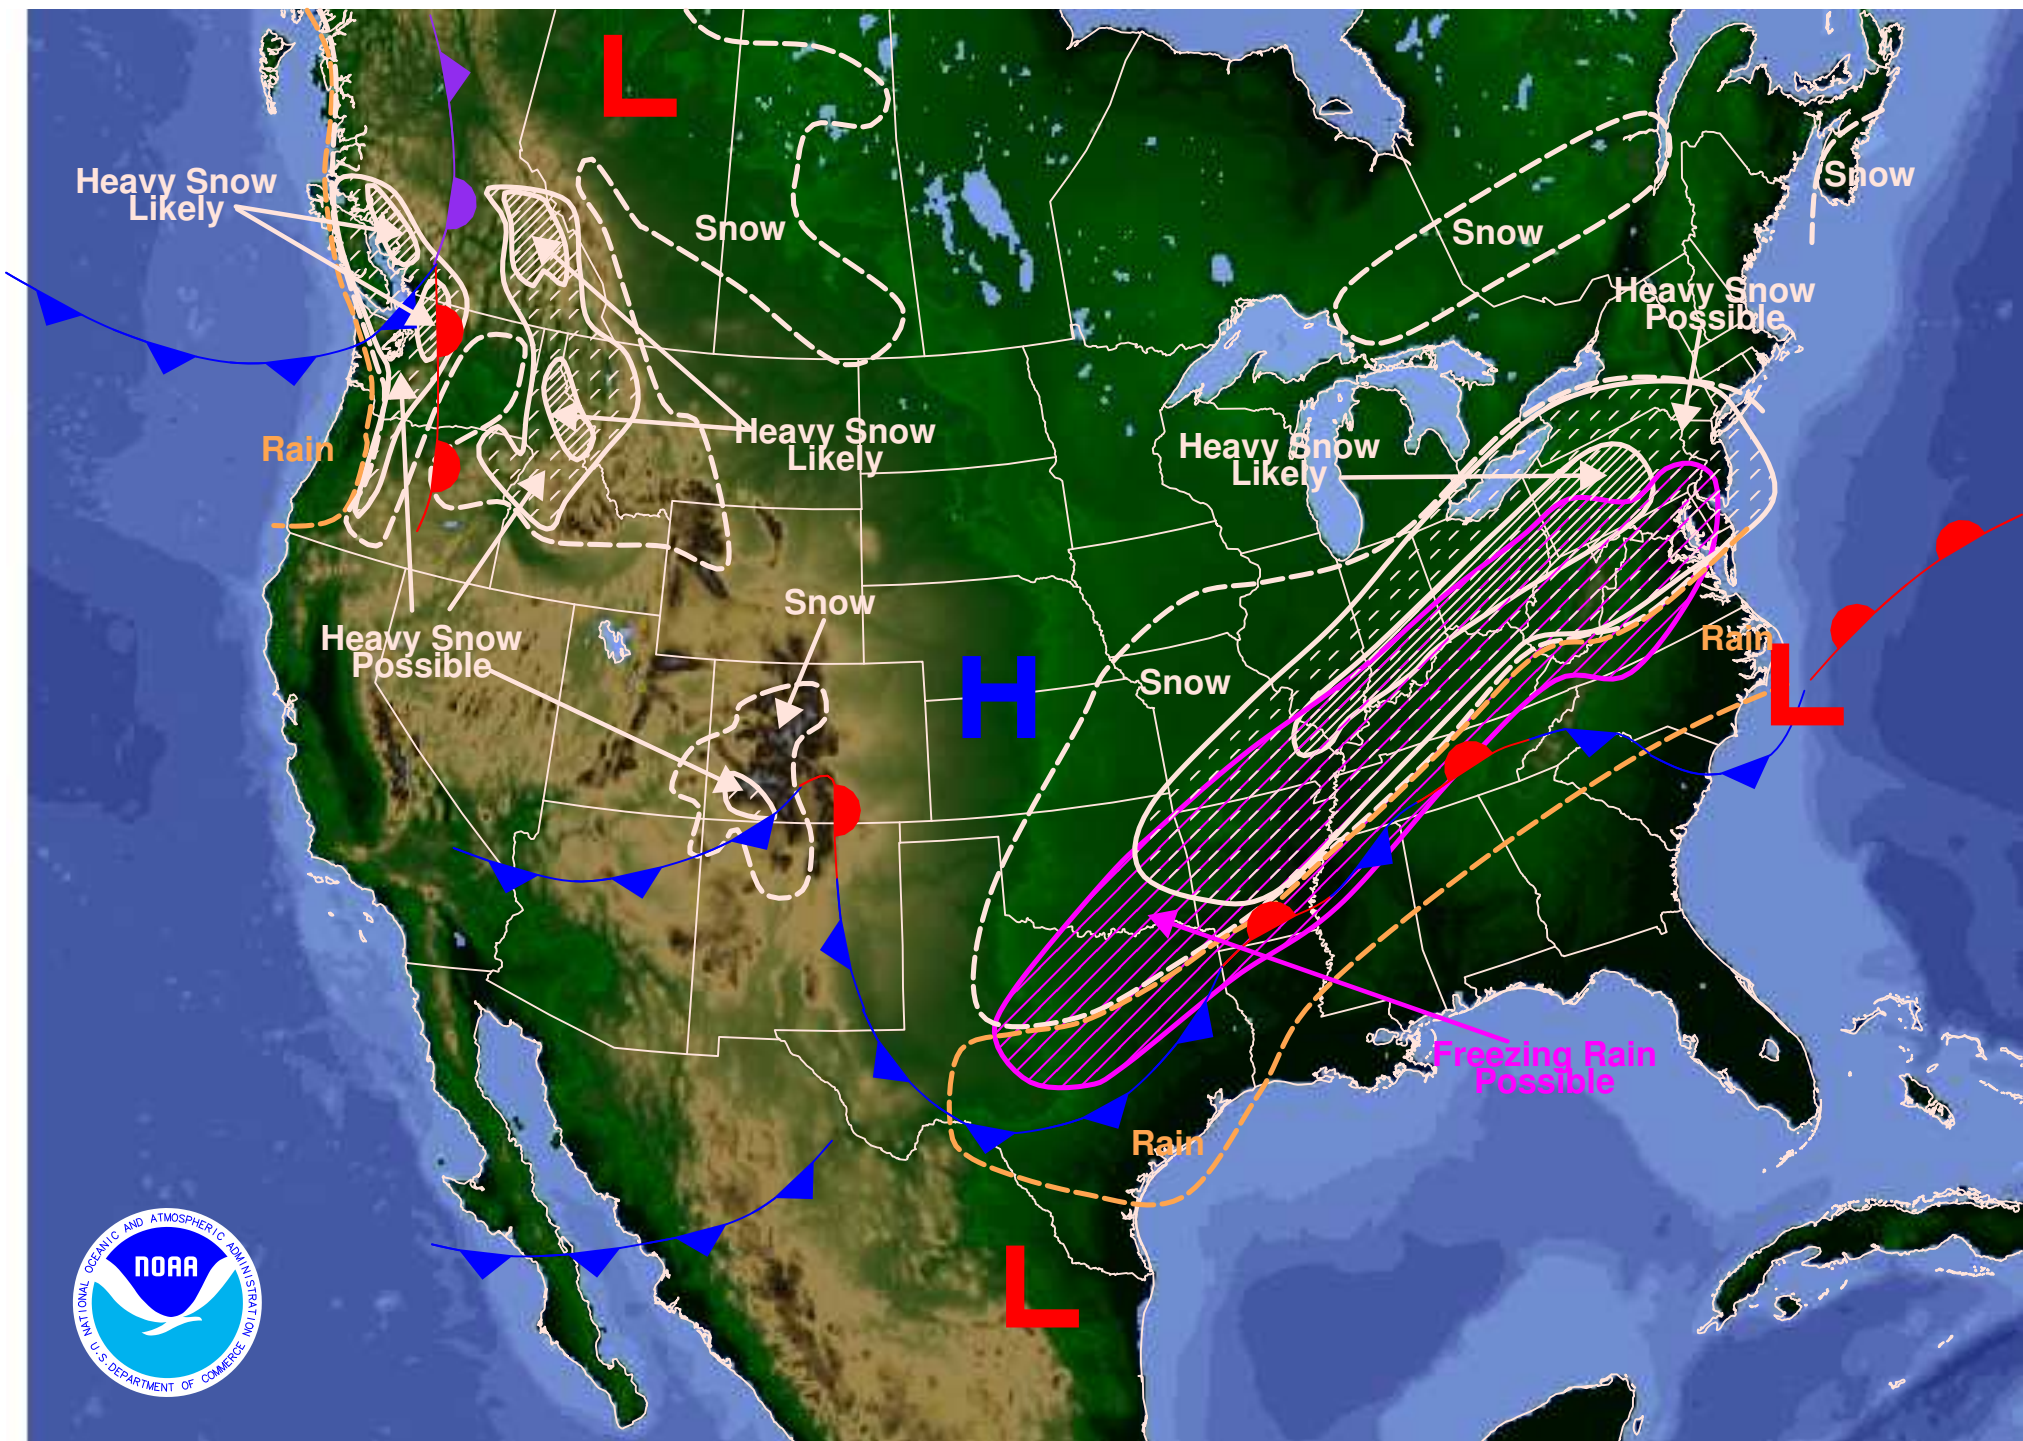 L
Heavy Snow
Likely
Snow
Snow
Snow
Heavy Snow
Possible
Rain
Heavy Snow
Likely
Heavy Snow
Likely
Snow
Heavy Snow
Possible
Snow
H
Rain
L
Freezing Rain
Possible
Rain
L
NATIONAL OCEANIC AND ATMOSPHERIC ADMINISTRATION
NOAA
U.S. DEPARTMENT OF COMMERCE